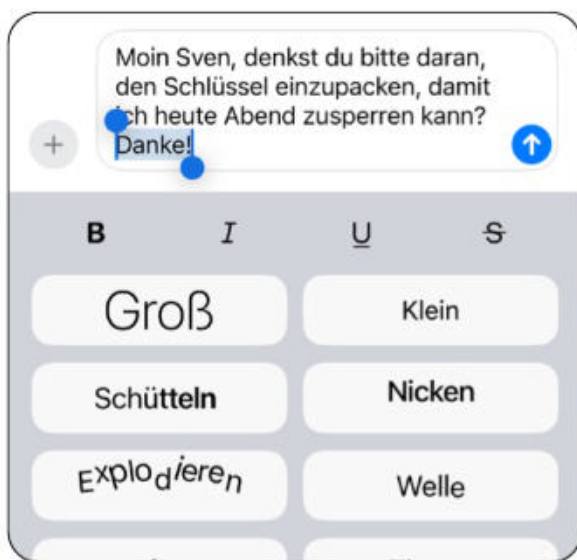 Moin Sven, denkst du bitte daran,
den Schlüssel einzupacken, damit
ich heute Abend zusperren kann?
Danke!
B I U S
Groß Klein
Schütteln Nicken
Explodieren Welle